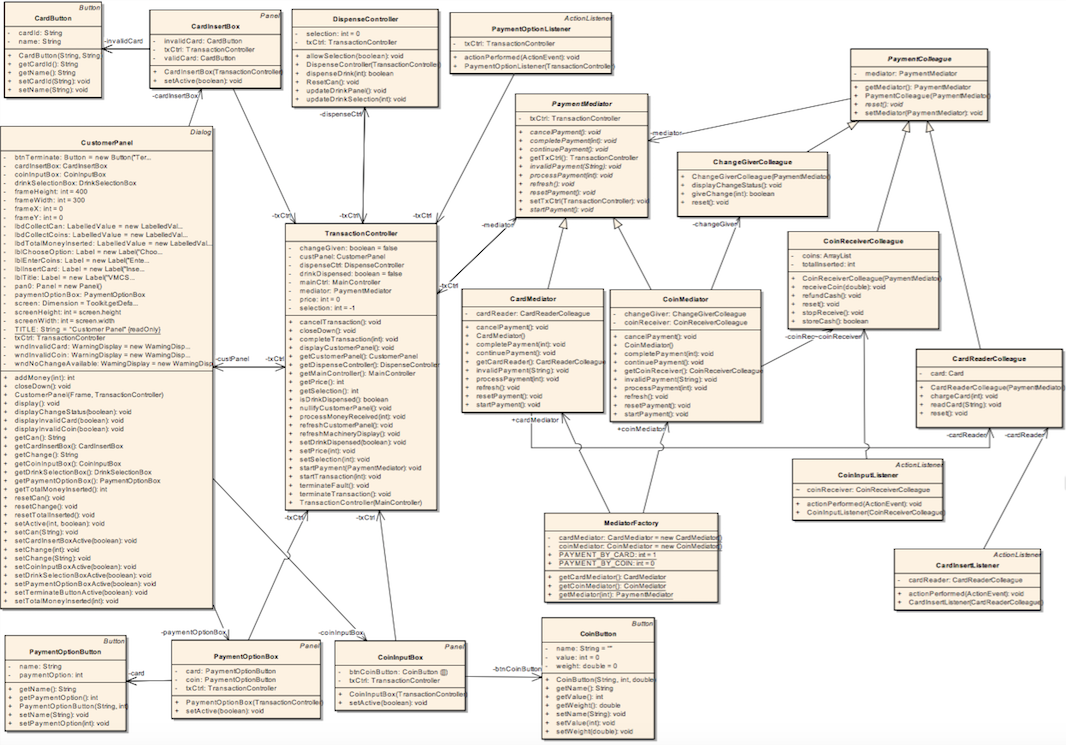 Button
CardButton
- cardId: String
- name: String
+ CardButton(String, String)
+ getCardId(): String
+ getName(): String
+ setCardId(String): void
+ setName(String): void
-invalidCard
Panel
CardInsertBox
- invalidCard: CardButton
- txCtrl: TransactionController
- validCard: CardButton
+ CardInsertBox(TransactionController
+ setActive(boolean): void
-cardInsertBox
DispenseController
- selection: int = 0
- txCtrl: TransactionController
+ allowSelection(boolean): void
+ DispenseController(TransactionController
+ dispenseDrink(int): boolean
+ ResetCan(): void
+ updateDrinkPanel(): void
+ updateDrinkSelection(int): void
-dispenseCtrl
ActionListener
PaymentOptionListener
- txCtrl: TransactionController
+ actionPerformed(ActionEvent): void
+ PaymentOptionListener(TransactionController)
PaymentMediator
- txCtrl: TransactionController
+ cancelPayment(): void
+ completePayment(int): void
+ continuePayment(): void
+ getTxCtrl(): TransactionController
+ invalidPayment(String): void
+ processPayment(int): void
+ refresh(): void
+ resetPayment(): void
+ setTxCtrl(TransactionController): void
+ startPayment(): void
-mediator
PaymentColleague
- mediator: PaymentMediator
+ getMediator(): PaymentMediator
+ PaymentColleague(PaymentMediator)
+ reset(): void
+ setMediator(PaymentMediator): void
ChangeGiverColleague
+ ChangeGiverColleague(PaymentMediator)
+ displayChangeStatus(): void
+ giveChange(int): boolean
+ reset(): void
-changeGiver
Dialog
CustomerPanel
- btnTerminate: Button = new Button("Ter...
- cardInsertBox: CardInsertBox
- coinInputBox: CoinInputBox
- drinkSelectionBox: DrinkSelectionBox
- frameHeight: int = 400
- frameWidth: int = 300
- frameX: int = 0
- frameY: int = 0
- lbdCollectCan: LabelledValue = new LabelledVal...
- lbdCollectCoins: LabelledValue = new LabelledVal...
- lbdTotalMoneyInserted: LabelledValue = new LabelledVal...
- lblChooseOption: Label = new Label("Choo...
- lblEnterCoins: Label = new Label("Ente...
- lblInsertCard: Label = new Label("Inse...
- lblTitle: Label = new Label("VMCS...
- pan0: Panel = new Panel()
- paymentOptionBox: PaymentOptionBox
- screen: Dimension = Toolkit.getDefa...
- screenHeight: int = screen.height
- screenWidth: int = screen.width
- TITLE: String = "Customer Panel" {readOnly}
- txCtrl: TransactionController
- wndInvalidCard: WarningDisplay = new WarningDisp...
- wndInvalidCoin: WarningDisplay = new WarningDisp...
- wndNoChangeAvailable: WarningDisplay = new WarningDisp
+ addMoney(int): int
+ closeDown(): void
+ CustomerPanel(Frame, TransactionController)
+ display(): void
+ displayChangeStatus(boolean): void
+ displayInvalidCard(boolean): void
+ displayInvalidCoin(boolean): void
+ getCan(): String
+ getCardInsertBox(): CardInsertBox
+ getChange(): String
+ getCoinInputBox(): CoinInputBox
+ getDrinkSelectionBox(): DrinkSelectionBox
+ getPaymentOptionBox(): PaymentOptionBox
+ getTotalMoneyInserted(): int
+ resetCan(): void
+ resetChange(): void
+ resetTotalInserted(): void
+ setActive(int, boolean): void
+ setCan(String): void
+ setCardInsertBoxActive(boolean): void
+ setChange(int): void
+ setChange(String): void
+ setCoinInputBoxActive(boolean): void
+ setDrinkSelectionBoxActive(boolean): void
+ setPaymentOptionBoxActive(boolean): void
+ setTerminateButtonActive(boolean): void
+ setTotalMoneyInserted(int): void
-custPanel
-txCtrl
-txCtrl
-txCtrl
-txCtrl
TransactionController
- changeGiven: boolean = false
- custPanel: CustomerPanel
- dispenseCtrl: DispenseController
- drinkDispensed: boolean = false
- mainCtrl: MainController
- mediator: PaymentMediator
- price: int = 0
- selection: int = -1
+ cancelTransaction(): void
+ closeDown(): void
+ completeTransaction(int): void
+ displayCustomerPanel(): void
+ getCustomerPanel(): CustomerPanel
+ getDispenseController(): DispenseController
+ getMainController(): MainController
+ getPrice(): int
+ getSelection(): int
+ isDrinkDispensed(): boolean
+ nullifyCustomerPanel(): void
+ processMoneyReceived(int): void
+ refreshCustomerPanel(): void
+ refreshMachineryDisplay(): void
+ setDrinkDispensed(boolean): void
+ setPrice(int): void
+ setSelection(int): void
+ startPayment(PaymentMediator): void
+ startTransaction(int): void
+ terminateFault(): void
+ terminateTransaction(): void
+ TransactionController(MainController)
-mediator
-txCtrl
-txCtrl
-txCtrl
CardMediator
- cardReader: CardReaderColleague
+ cancelPayment(): void
+ CardMediator()
+ completePayment(int): void
+ continuePayment(): void
+ getCardReader(): CardReaderColleague
+ invalidPayment(String): void
+ processPayment(int): void
+ refresh(): void
+ resetPayment(): void
+ startPayment(): void
+cardMediator
CoinMediator
- changeGiver: ChangeGiverColleague
- coinReceiver: CoinReceiverColleague
+ cancelPayment(): void
+ CoinMediator()
+ completePayment(int): void
+ continuePayment(): void
+ getCoinReceiver(): CoinReceiverColleague
+ invalidPayment(String): void
+ processPayment(int): void
+ refresh(): void
+ resetPayment(): void
+ startPayment(): void
+coinMediator
CoinReceiverColleague
- coins: ArrayList
- totalInserted: int
+ CoinReceiverColleague(PaymentMediator)
+ receiveCoin(double): void
+ refundCash(): void
+ reset(): void
+ stopReceive(): void
+ storeCash(): boolean
-coinRec-coinReceiver
CardReaderColleague
- card: Card
+ CardReaderColleague(PaymentMediator
+ chargeCard(int): void
+ readCard(String): void
+ reset(): void
-cardReader
-cardReader
ActionListener
CoinInputListener
- coinReceiver: CoinReceiverColleague
+ actionPerformed(ActionEvent): void
+ CoinInputListener(CoinReceiverColleague)
ActionListener
CardInsertListener
- cardReader: CardReaderColleague
+ actionPerformed(ActionEvent): void
+ CardInsertListener(CardReaderColleague)
MediatorFactory
- cardMediator: CardMediator = new CardMediator()
- coinMediator: CoinMediator = new CoinMediator()
+ PAYMENT_BY_CARD: int = 1
+ PAYMENT_BY_COIN: int = 0
+ getCardMediator(): CardMediator
+ getCoinMediator(): CoinMediator
+ getMediator(int): PaymentMediator
-paymentOptionBox
-coinInputBox
Button
PaymentOptionButton
- name: String
- paymentOption: int
+ getName(): String
+ getPaymentOption(): int
+ PaymentOptionButton(String, int)
+ setName(String): void
+ setPaymentOption(int): void
-card
Panel
PaymentOptionBox
- card: PaymentOptionButton
- coin: PaymentOptionButton
- txCtrl: TransactionController
+ PaymentOptionBox(TransactionController)
+ setActive(boolean): void
Panel
CoinInputBox
- btnCoinButton: CoinButton ([])
- txCtrl: TransactionController
+ CoinInputBox(TransactionController)
+ setActive(boolean): void
-btnCoinButton
Button
CoinButton
- name: String = ""
- value: int = 0
- weight: double = 0
+ CoinButton(String, int, double)
+ getName(): String
+ getValue(): int
+ getWeight(): double
+ setName(String): void
+ setValue(int): void
+ setWeight(double): void